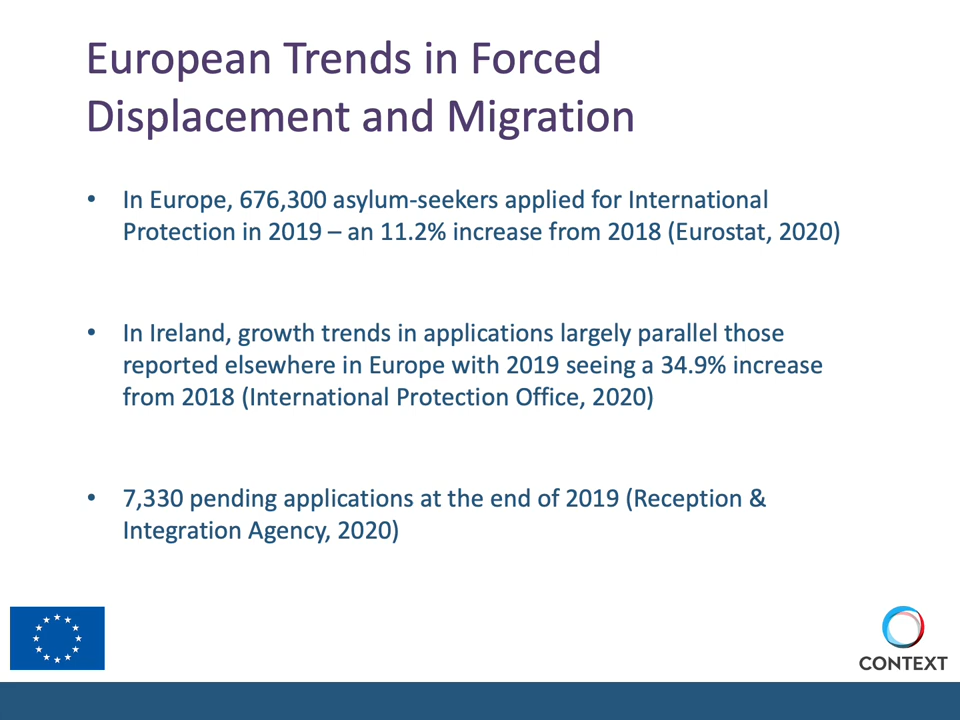 European Trends in Forced
Displacement and Migration
• In Europe, 676,300 asylum-seekers applied for International
Protection in 2019 – an 11.2% increase from 2018 (Eurostat, 2020)
• In Ireland, growth trends in applications largely parallel those
reported elsewhere in Europe with 2019 seeing a 34.9% increase
from 2018 (International Protection Office, 2020)
• 7,330 pending applications at the end of 2019 (Reception &
Integration Agency, 2020)
CONTEXT